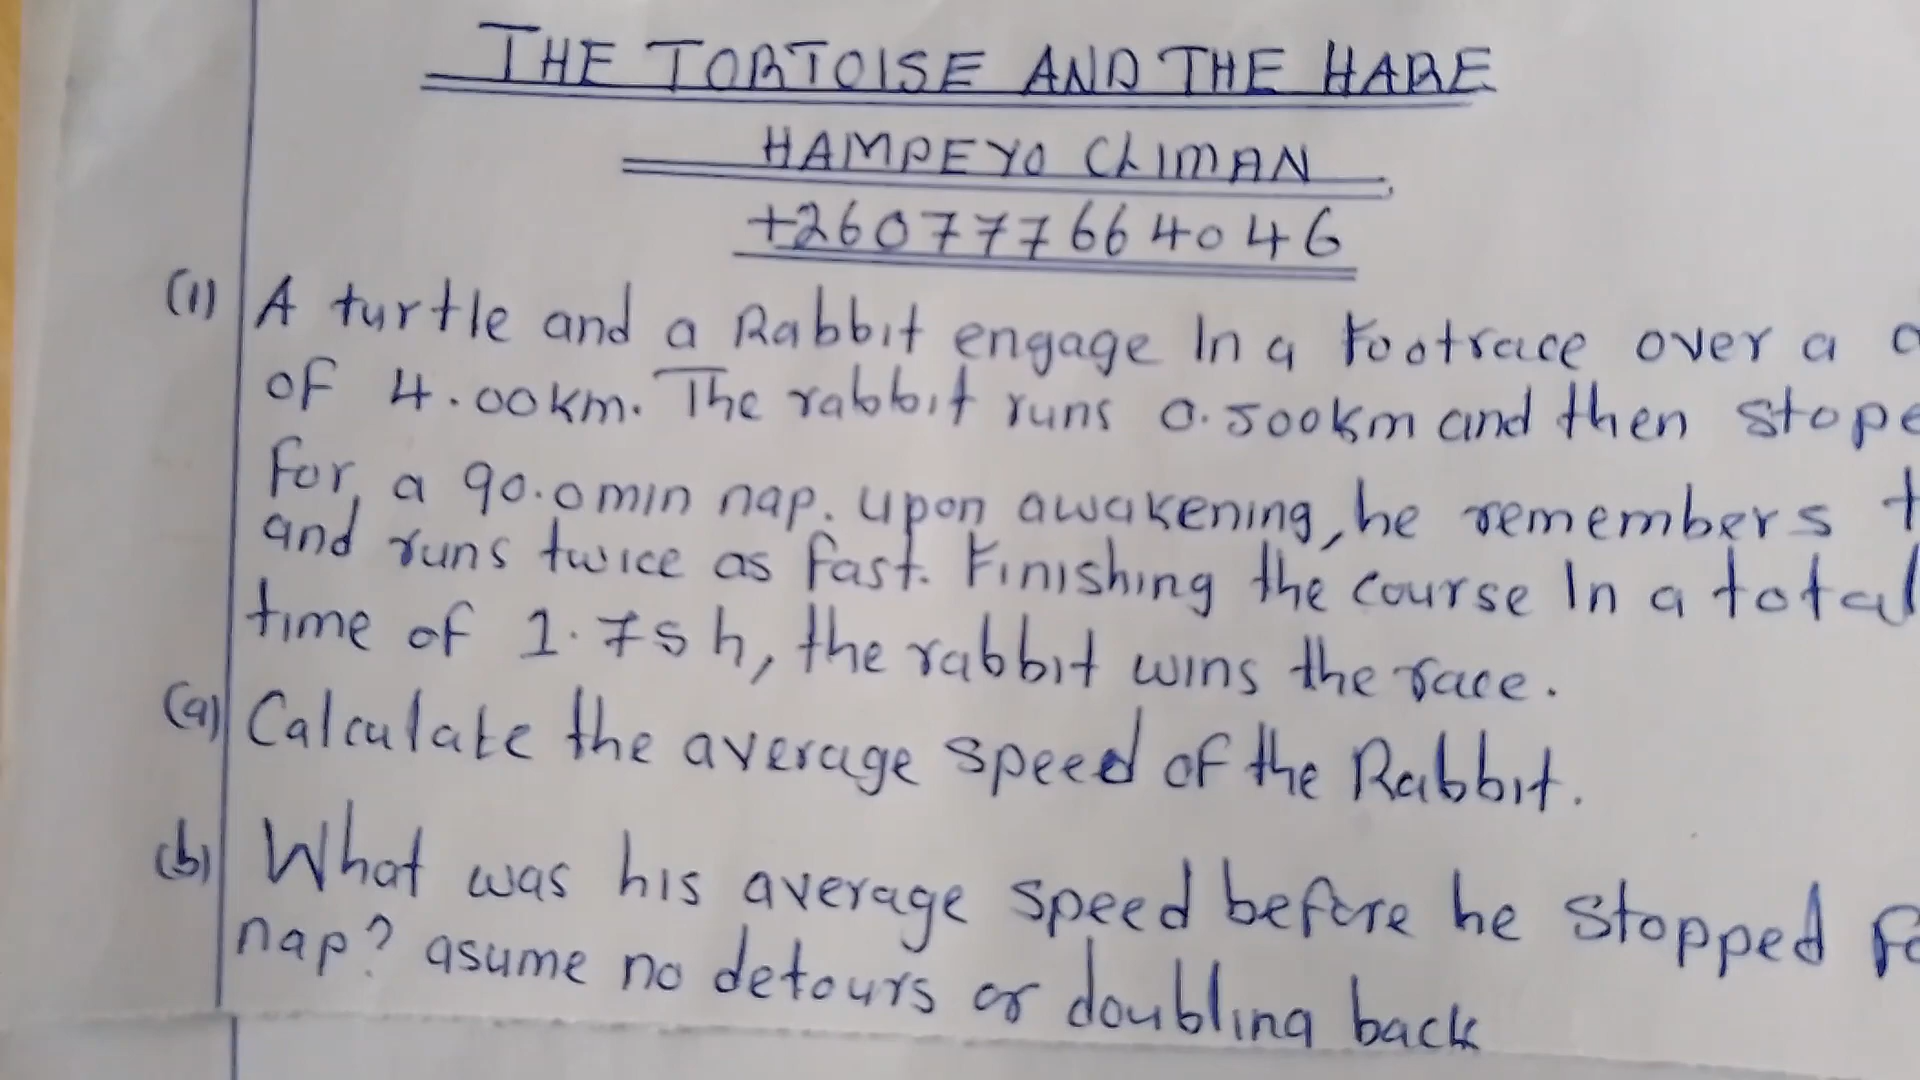 THE TORTOISE AND THE HARE
HAMPEYO CLIMAN
+260777664046
(1) A turtle and a Rabbit engage In a Footrace over a
of 4.00km. The rabbit runs 0.500km and then stope
For, a 90.0min nap. upon awakening, he remembers
and runs twice as fast. Finishing the course In a total
time of 1.75h, the rabbit wins the race.
(a) Calculate the average speed of the Rabbit.
(b) What was his average speed before he stopped
nap? asume no detours or doubling back